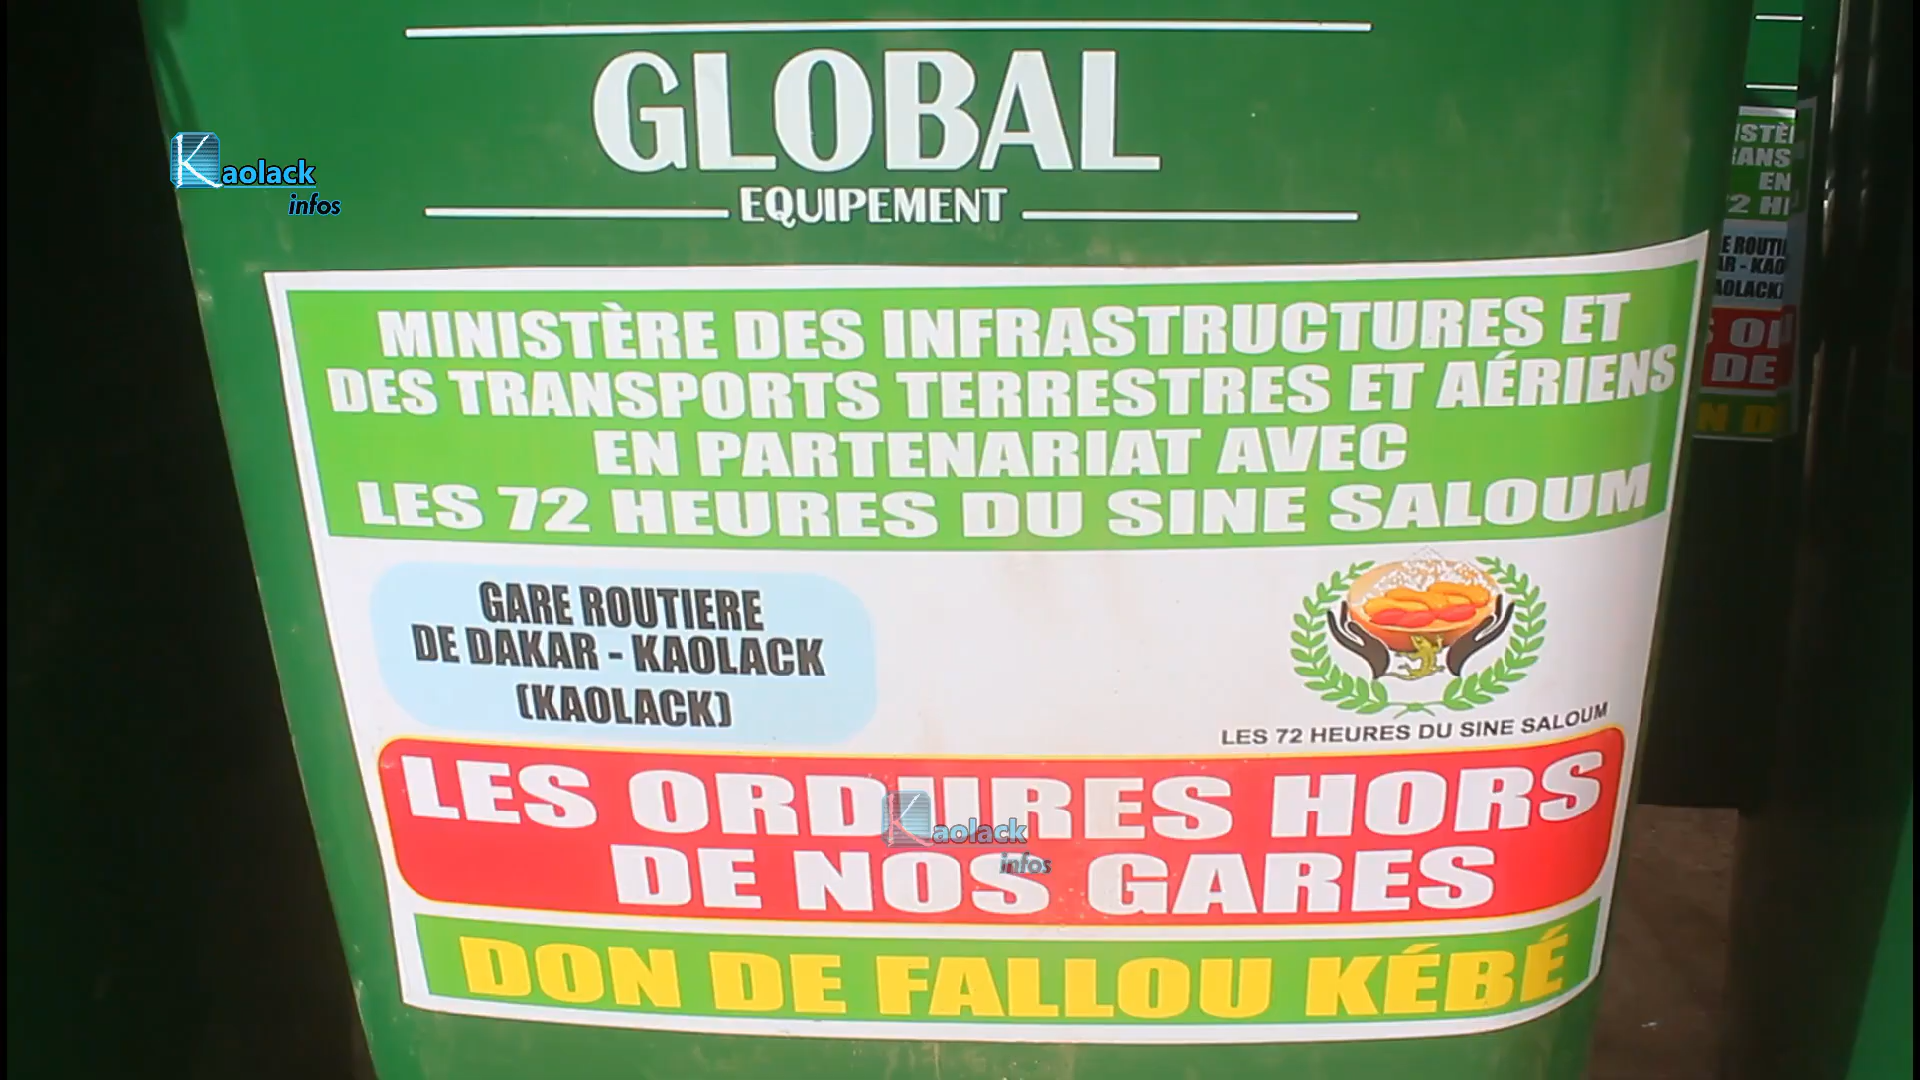 GLOBAL
EQUIPEMENT
Kaolack
infos
MINISTÈRE DES INFRASTRUCTURES ET
DES TRANSPORTS TERRESTRES ET AÉRIENS
EN PARTENARIAT AVEC
LES 72 HEURES DU SINE SALOUM
GARE ROUTIERE
DE DAKAR - KAOLACK
(KAOLACK)
LES 72 HEURES DU SINE SALOUM
LES ORDURES HORS
DE NOS GARES
Kaolack
infos
DON DE FALLOU KÉBÉ